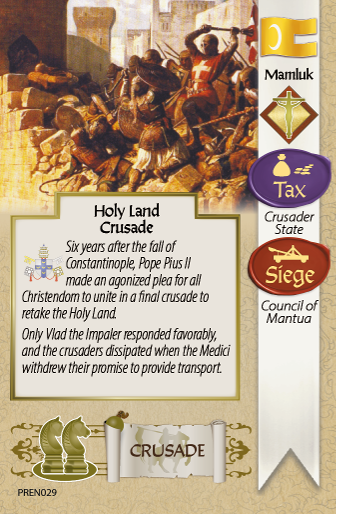 Mamluk
Tax
Crusader
State
Siege
Council of
Mantua
Holy Land
Crusade
Six years after the fall of
Constantinople, Pope Pius II
made an agonized plea for all
Christendom to unite in a final crusade to
retake the Holy Land.
Only Vlad the Impaler responded favorably,
and the crusaders dissipated when the Medici
withdrew their promise to provide transport.
CRUSADE
PREN029